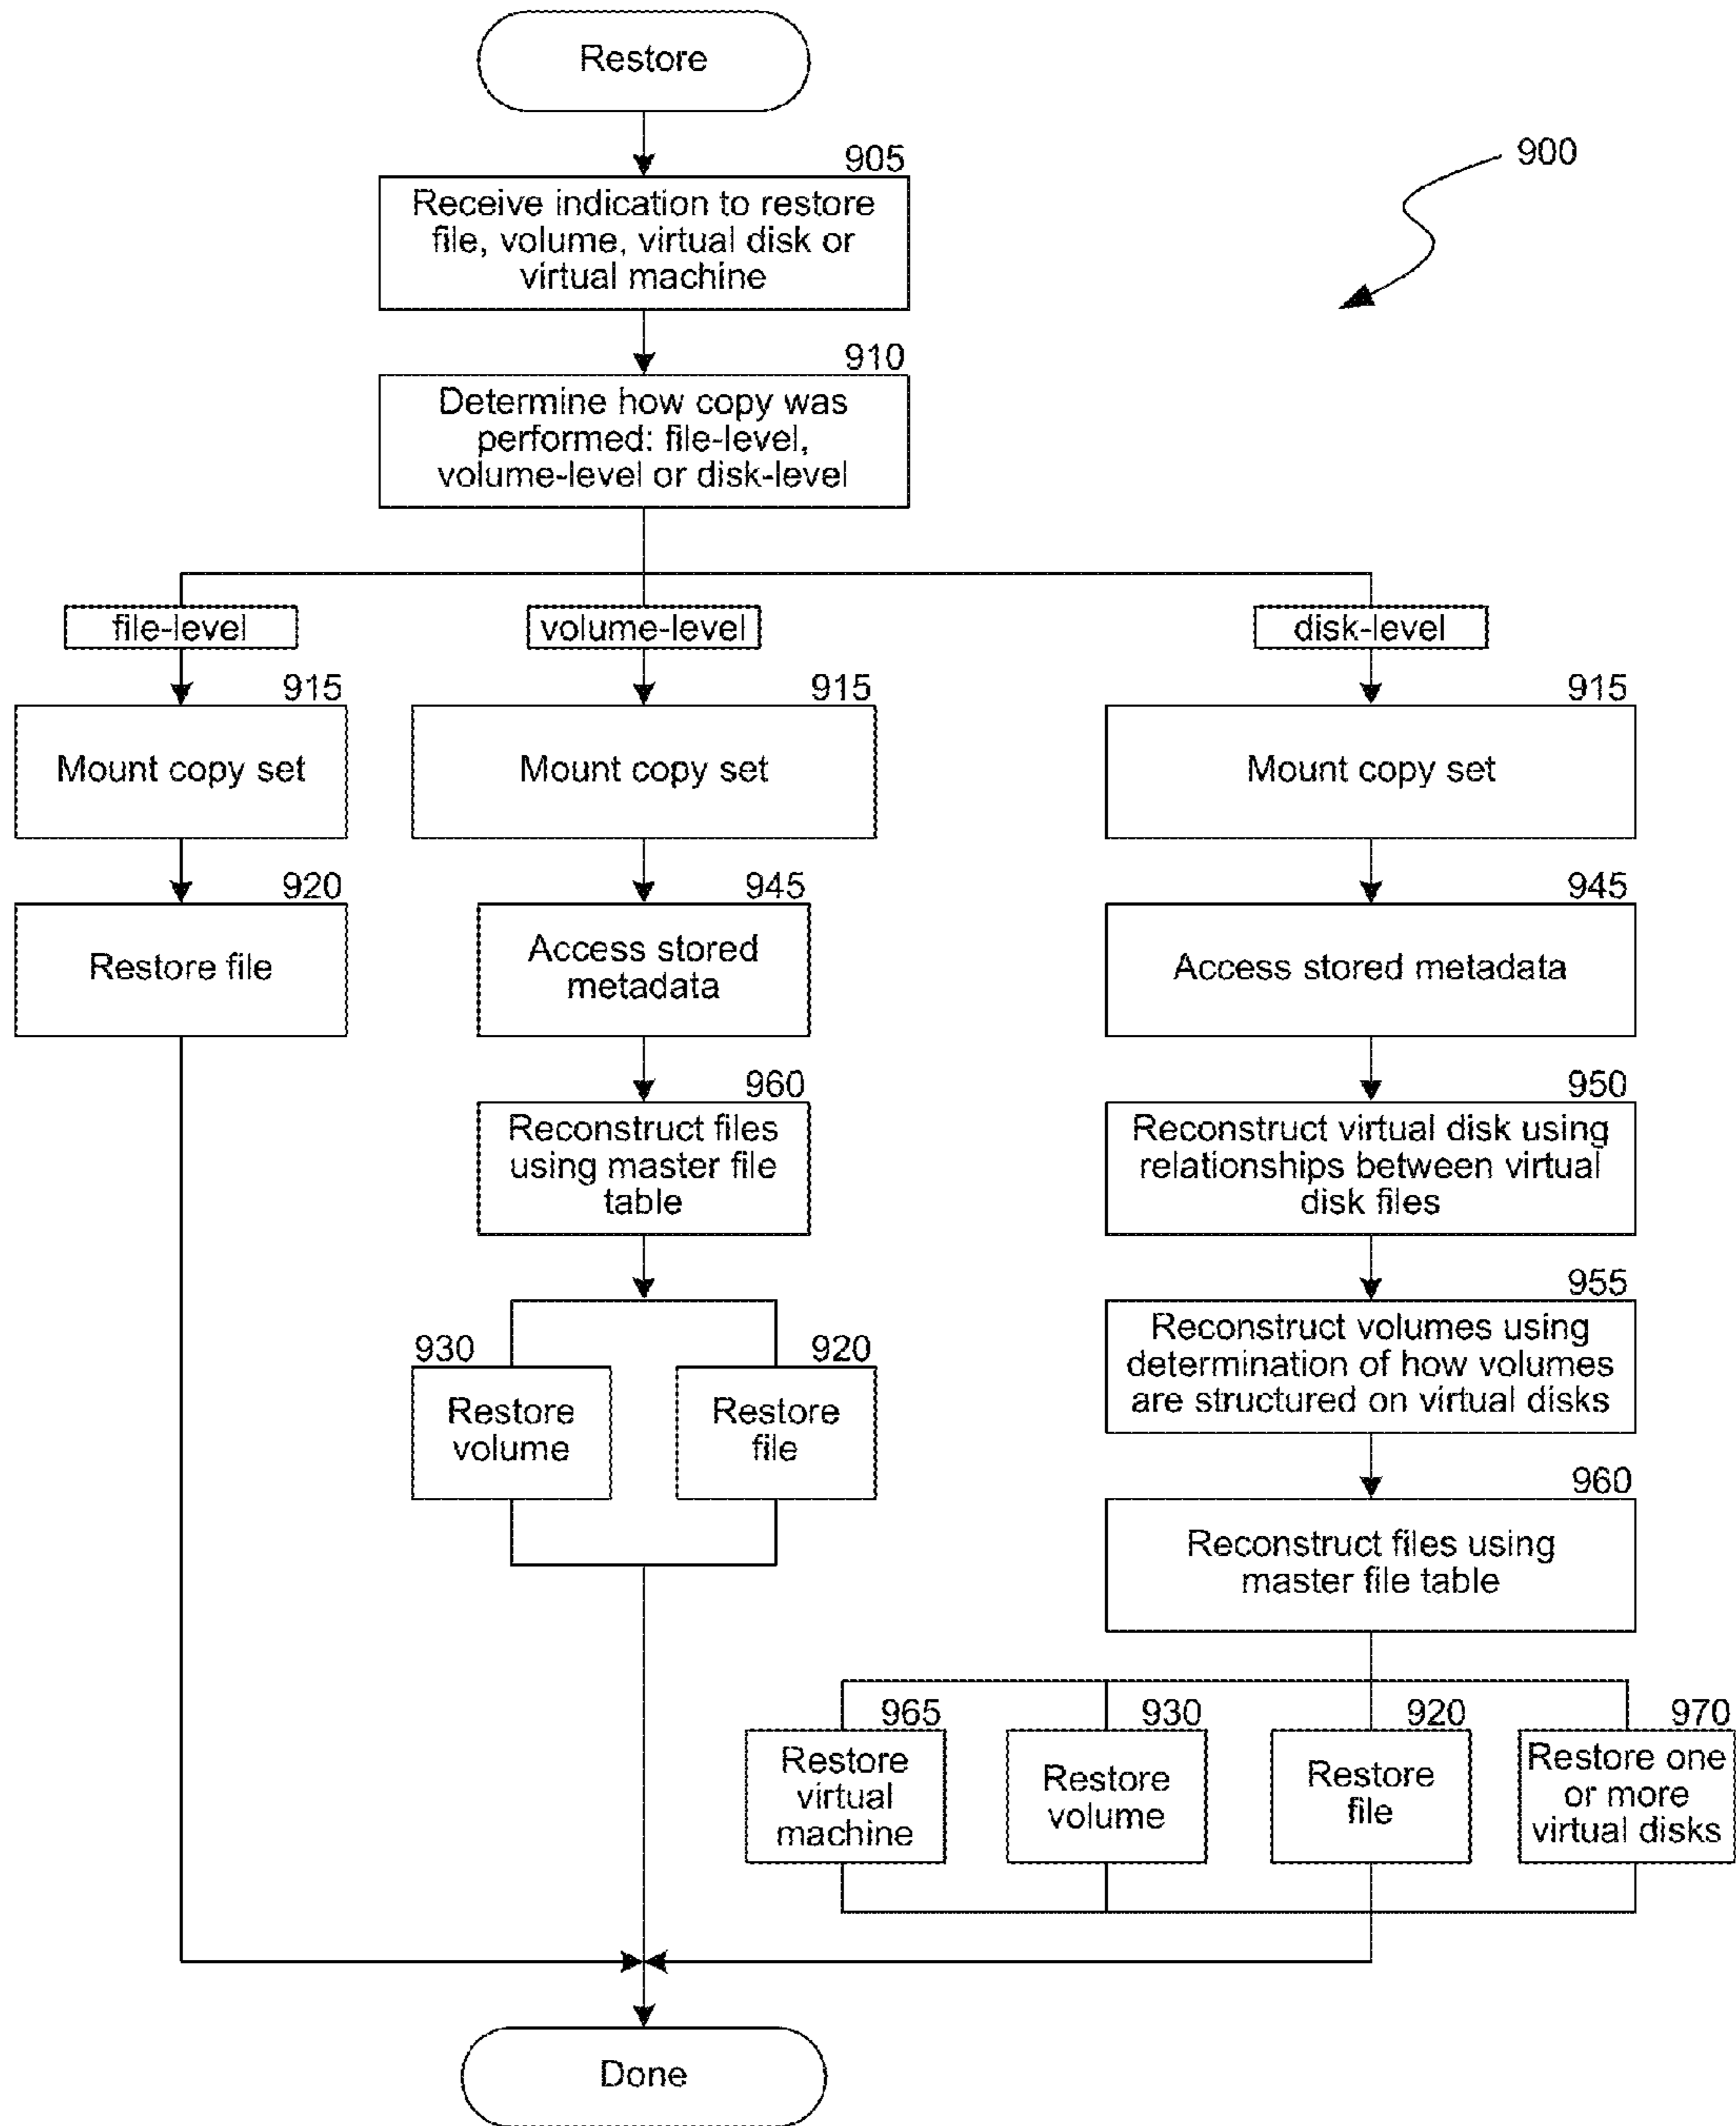 Restore
900
905
Receive indication to restore
file, volume, virtual disk or
virtual machine
910
Determine how copy was
performed: file-level,
volume-level or disk-level
file-level
915
Mount copy set
920
Restore file
volume-level
915
Mount copy set
945
Access stored
metadata
960
Reconstruct files
using master file
table
930
Restore
volume
920
Restore
file
disk-level
915
Mount copy set
945
Access stored metadata
950
Reconstruct virtual disk using
relationships between virtual
disk files
955
Reconstruct volumes using
determination of how volumes
are structured on virtual disks
960
Reconstruct files using
master file table
965
Restore
virtual
machine
930
Restore
volume
920
Restore
file
970
Restore one
or more
virtual disks
Done